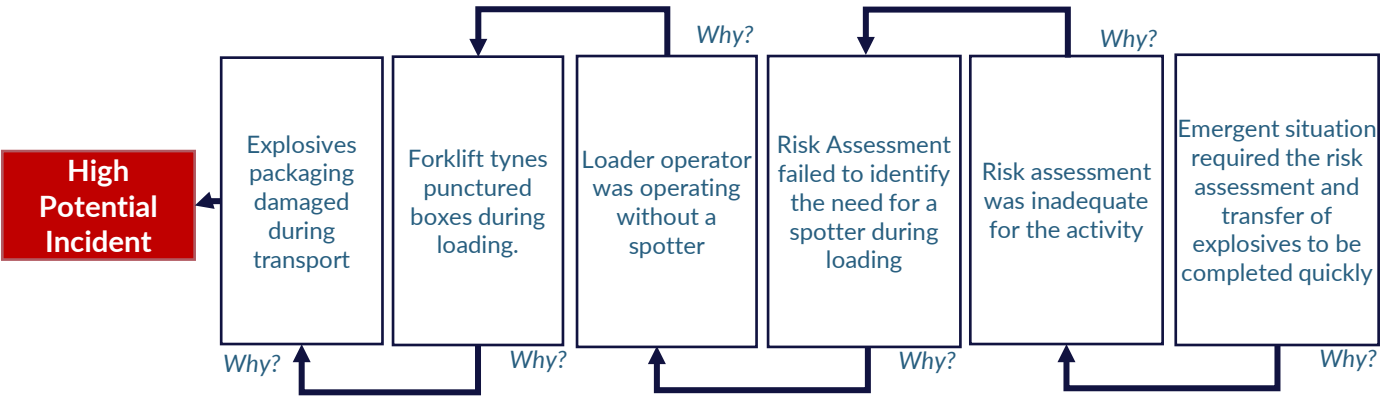 High
Potential
Incident
Explosives
packaging
damaged
during
transport
Why?
Forklift tynes
punctured
boxes during
loading.
Why?
Loader operator
was operating
without a
spotter
Why?
Risk Assessment
failed to identify
the need for a
spotter during
loading
Why?
Risk assessment
was inadequate
for the activity
Why?
Emergent situation
required the risk
assessment and
transfer of
explosives to be
completed quickly
Why?